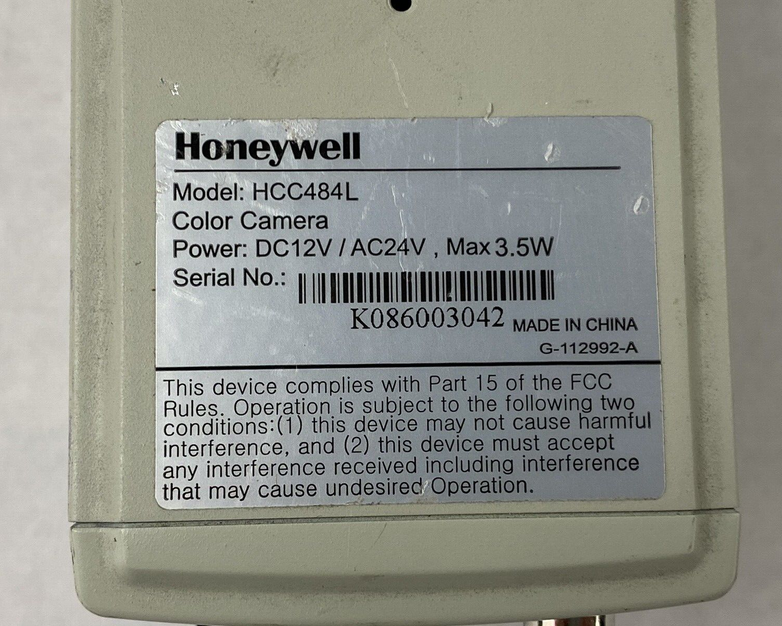 Honeywell
Model: HCC484L
Color Camera
Power: DC12V / AC24V , Max 3.5W
Serial No.:
K086003042
MADE IN CHINA
G-112992-A
This device complies with Part 15 of the FCC
Rules. Operation is subject to the following two
conditions:(1) this device may not cause harmful
interference, and (2) this device must accept
any interference received including interference
that may cause undesired Operation.